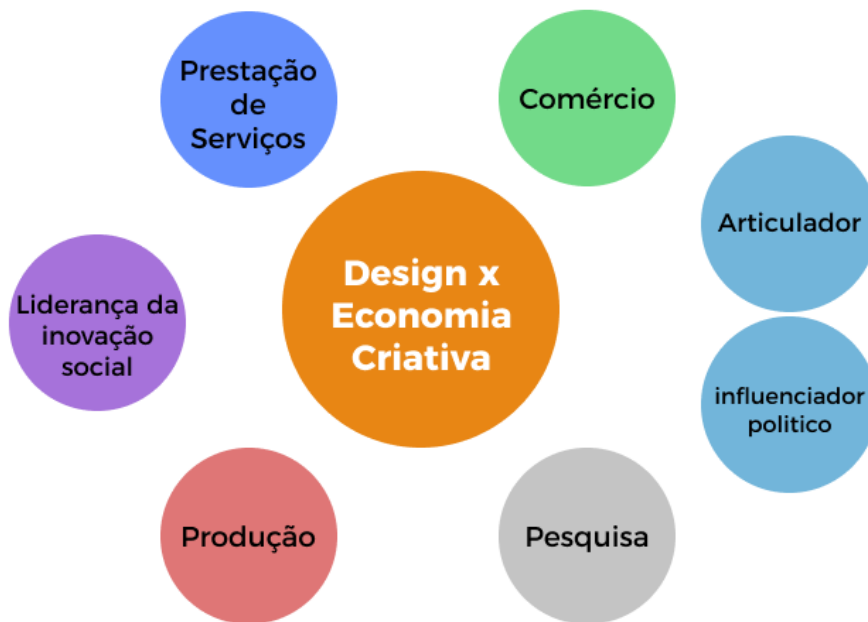 Prestação
de
Serviços
Comércio
Articulador
Design x
Economia
Criativa
Liderança da
inovação
social
influenciador
politico
Produção
Pesquisa